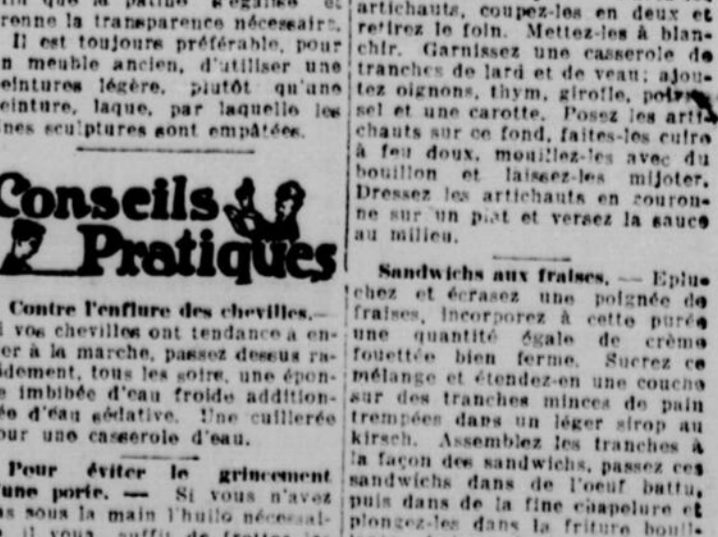 que la patine
renne la transparence nécessaire.
Il est toujours préférable, pour
n meuble ancien, d'utiliser une
einture légère, plutôt qu'une
einture, laque, par laquelle les
ines sculptures sont empâtées.
Conseils
Pratiques
Contre l'enflure des chevilles.—
i vos chevilles ont tendance à en-
er à la marche, passez dessus ra-
idement, tous les soirs, une épon-
e imbibée d'eau froide addition-
ée d'eau sédative. Une cuillerée
our une casserole d'eau.
Pour éviter le grincement
'une porte. — Si vous n'avez
as sous la main l'huile nécessai-
il vous suffit de frotter les
artichauts, coupez-les en deux et
retirez le foin. Mettez-les à blan-
chir. Garnissez une casserole de
tranches de lard et de veau; ajou-
tez oignons, thym, girofle, poivre,
sel et une carotte. Posez les arti-
chauts sur ce fond, faites-les cuire
à feu doux, mouillez-les avec du
bouillon et laissez-les mijoter.
Dressez les artichauts en couron-
ne sur un plat et versez la sauce
au milieu.
Sandwichs aux fraises. — Eplu-
chez et écrasez une poignée de
fraises, incorporez à cette purée
une quantité égale de crème
fouettée bien ferme. Sucrez ce
mélange et étendez-en une couche
sur des tranches minces de pain
trempées dans un léger sirop au
kirsch. Assemblez les tranches à
la façon des sandwichs, passez ces
sandwichs dans de l'oeuf battu,
puis dans de la fine chapelure et
plongez-les dans la friture bouil-